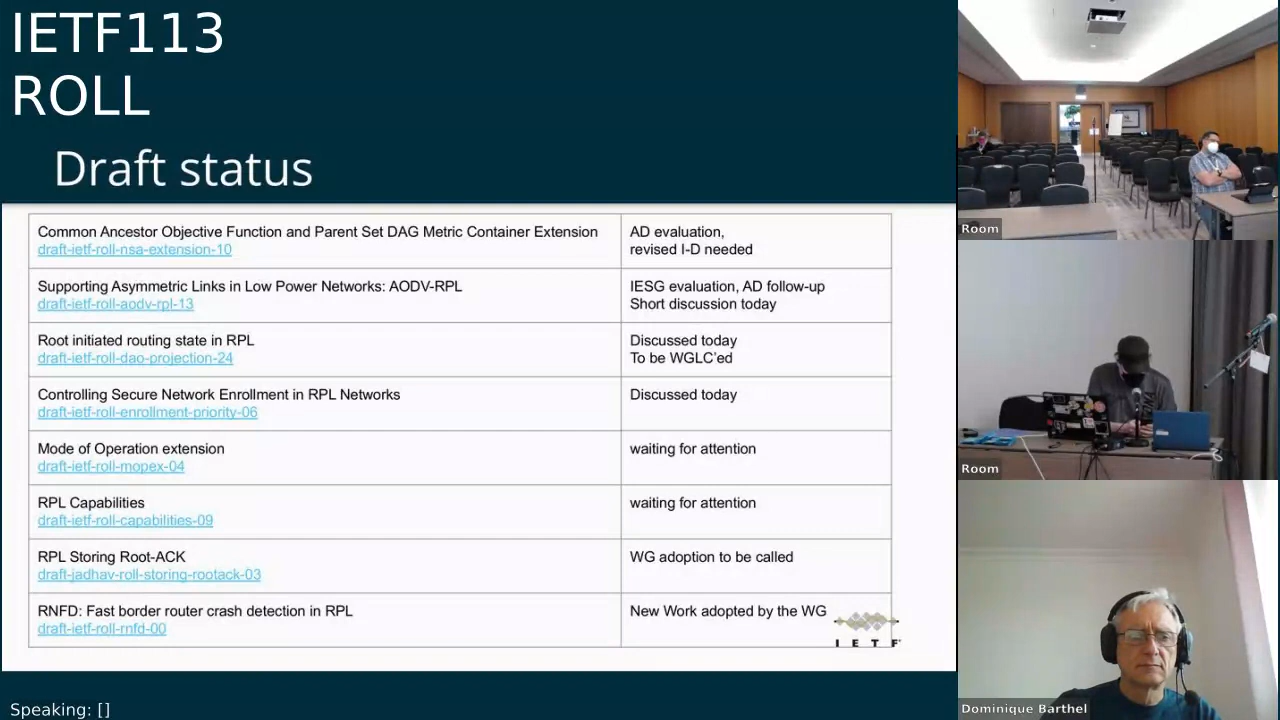 IETF113
ROLL
Draft status
Common Ancestor Objective Function and Parent Set DAG Metric Container Extension
draft-ietf-roll-nsa-extension-10
AD evaluation,
revised I-D needed
Supporting Asymmetric Links in Low Power Networks: AODV-RPL
draft-ietf-roll-aodv-rpl-13
IESG evaluation, AD follow-up
Short discussion today
Root initiated routing state in RPL
draft-ietf-roll-dao-projection-24
Discussed today
To be WGLC'ed
Controlling Secure Network Enrollment in RPL Networks
draft-ietf-roll-enrollment-priority-06
Discussed today
Mode of Operation extension
draft-ietf-roll-mopex-04
waiting for attention
RPL Capabilities
draft-ietf-roll-capabilities-09
waiting for attention
RPL Storing Root-ACK
draft-jadhav-roll-storing-rootack-03
WG adoption to be called
RNFD: Fast border router crash detection in RPL
draft-ietf-roll-rnfd-00
New Work adopted by the WG
I E T F
Speaking: []
Room
Room
Dominique Barthel